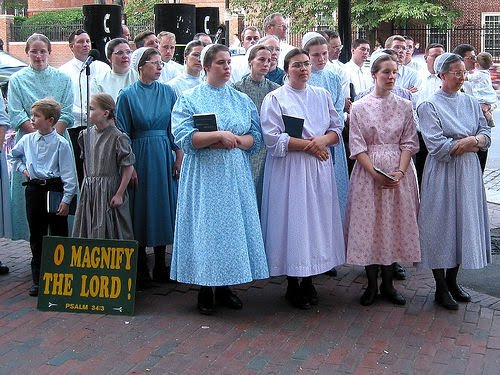 O MAGNIFY
THE LORD!
PSALM 34:3